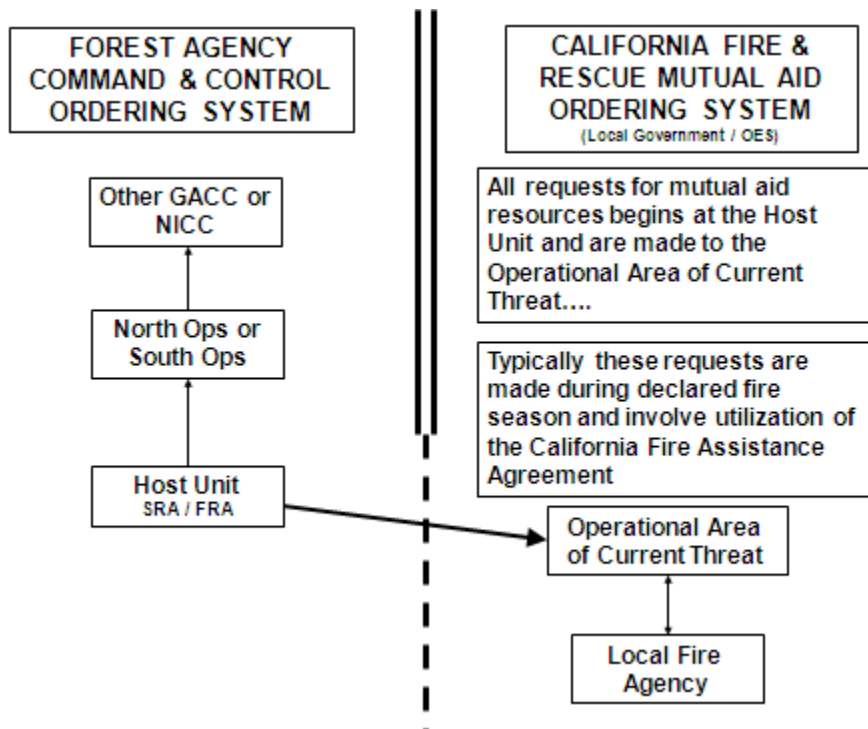 FOREST AGENCY
COMMAND & CONTROL
ORDERING SYSTEM
Other GACC or
NICC
North Ops or
South Ops
Host Unit
SRA / FRA
CALIFORNIA FIRE &
RESCUE MUTUAL AID
ORDERING SYSTEM
(Local Government / OES)
All requests for mutual aid
resources begins at the Host
Unit and are made to the
Operational Area of Current
Threat....
Typically these requests are
made during declared fire
season and involve utilization of
the California Fire Assistance
Agreement
Operational Area
of Current Threat
Local Fire
Agency